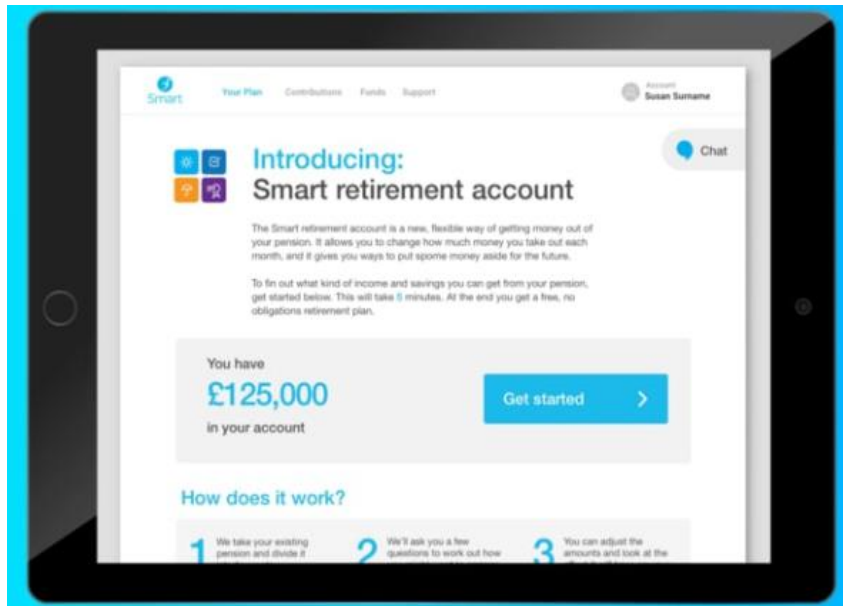 Smart
Your Plan Contributions Funds Support
Account
Susan Surname
Chat
Introducing:
Smart retirement account
The Smart retirement account is a new, flexible way of getting money out of
your pension. It allows you to change how much money you take out each
month, and it gives you ways to put sporne money aside for the future.
To fin out what kind of income and savings you can get from your pension,
get started below. This will take 8 minutes. At the end you get a free, no
obligations retirement plan.
You have
£125,000
in your account
Get started
How does it work?
1 We take your existing
pension and divide it
2 We'll ask you a few
questions to work out how
3 You can adjust the
amounts and look at the